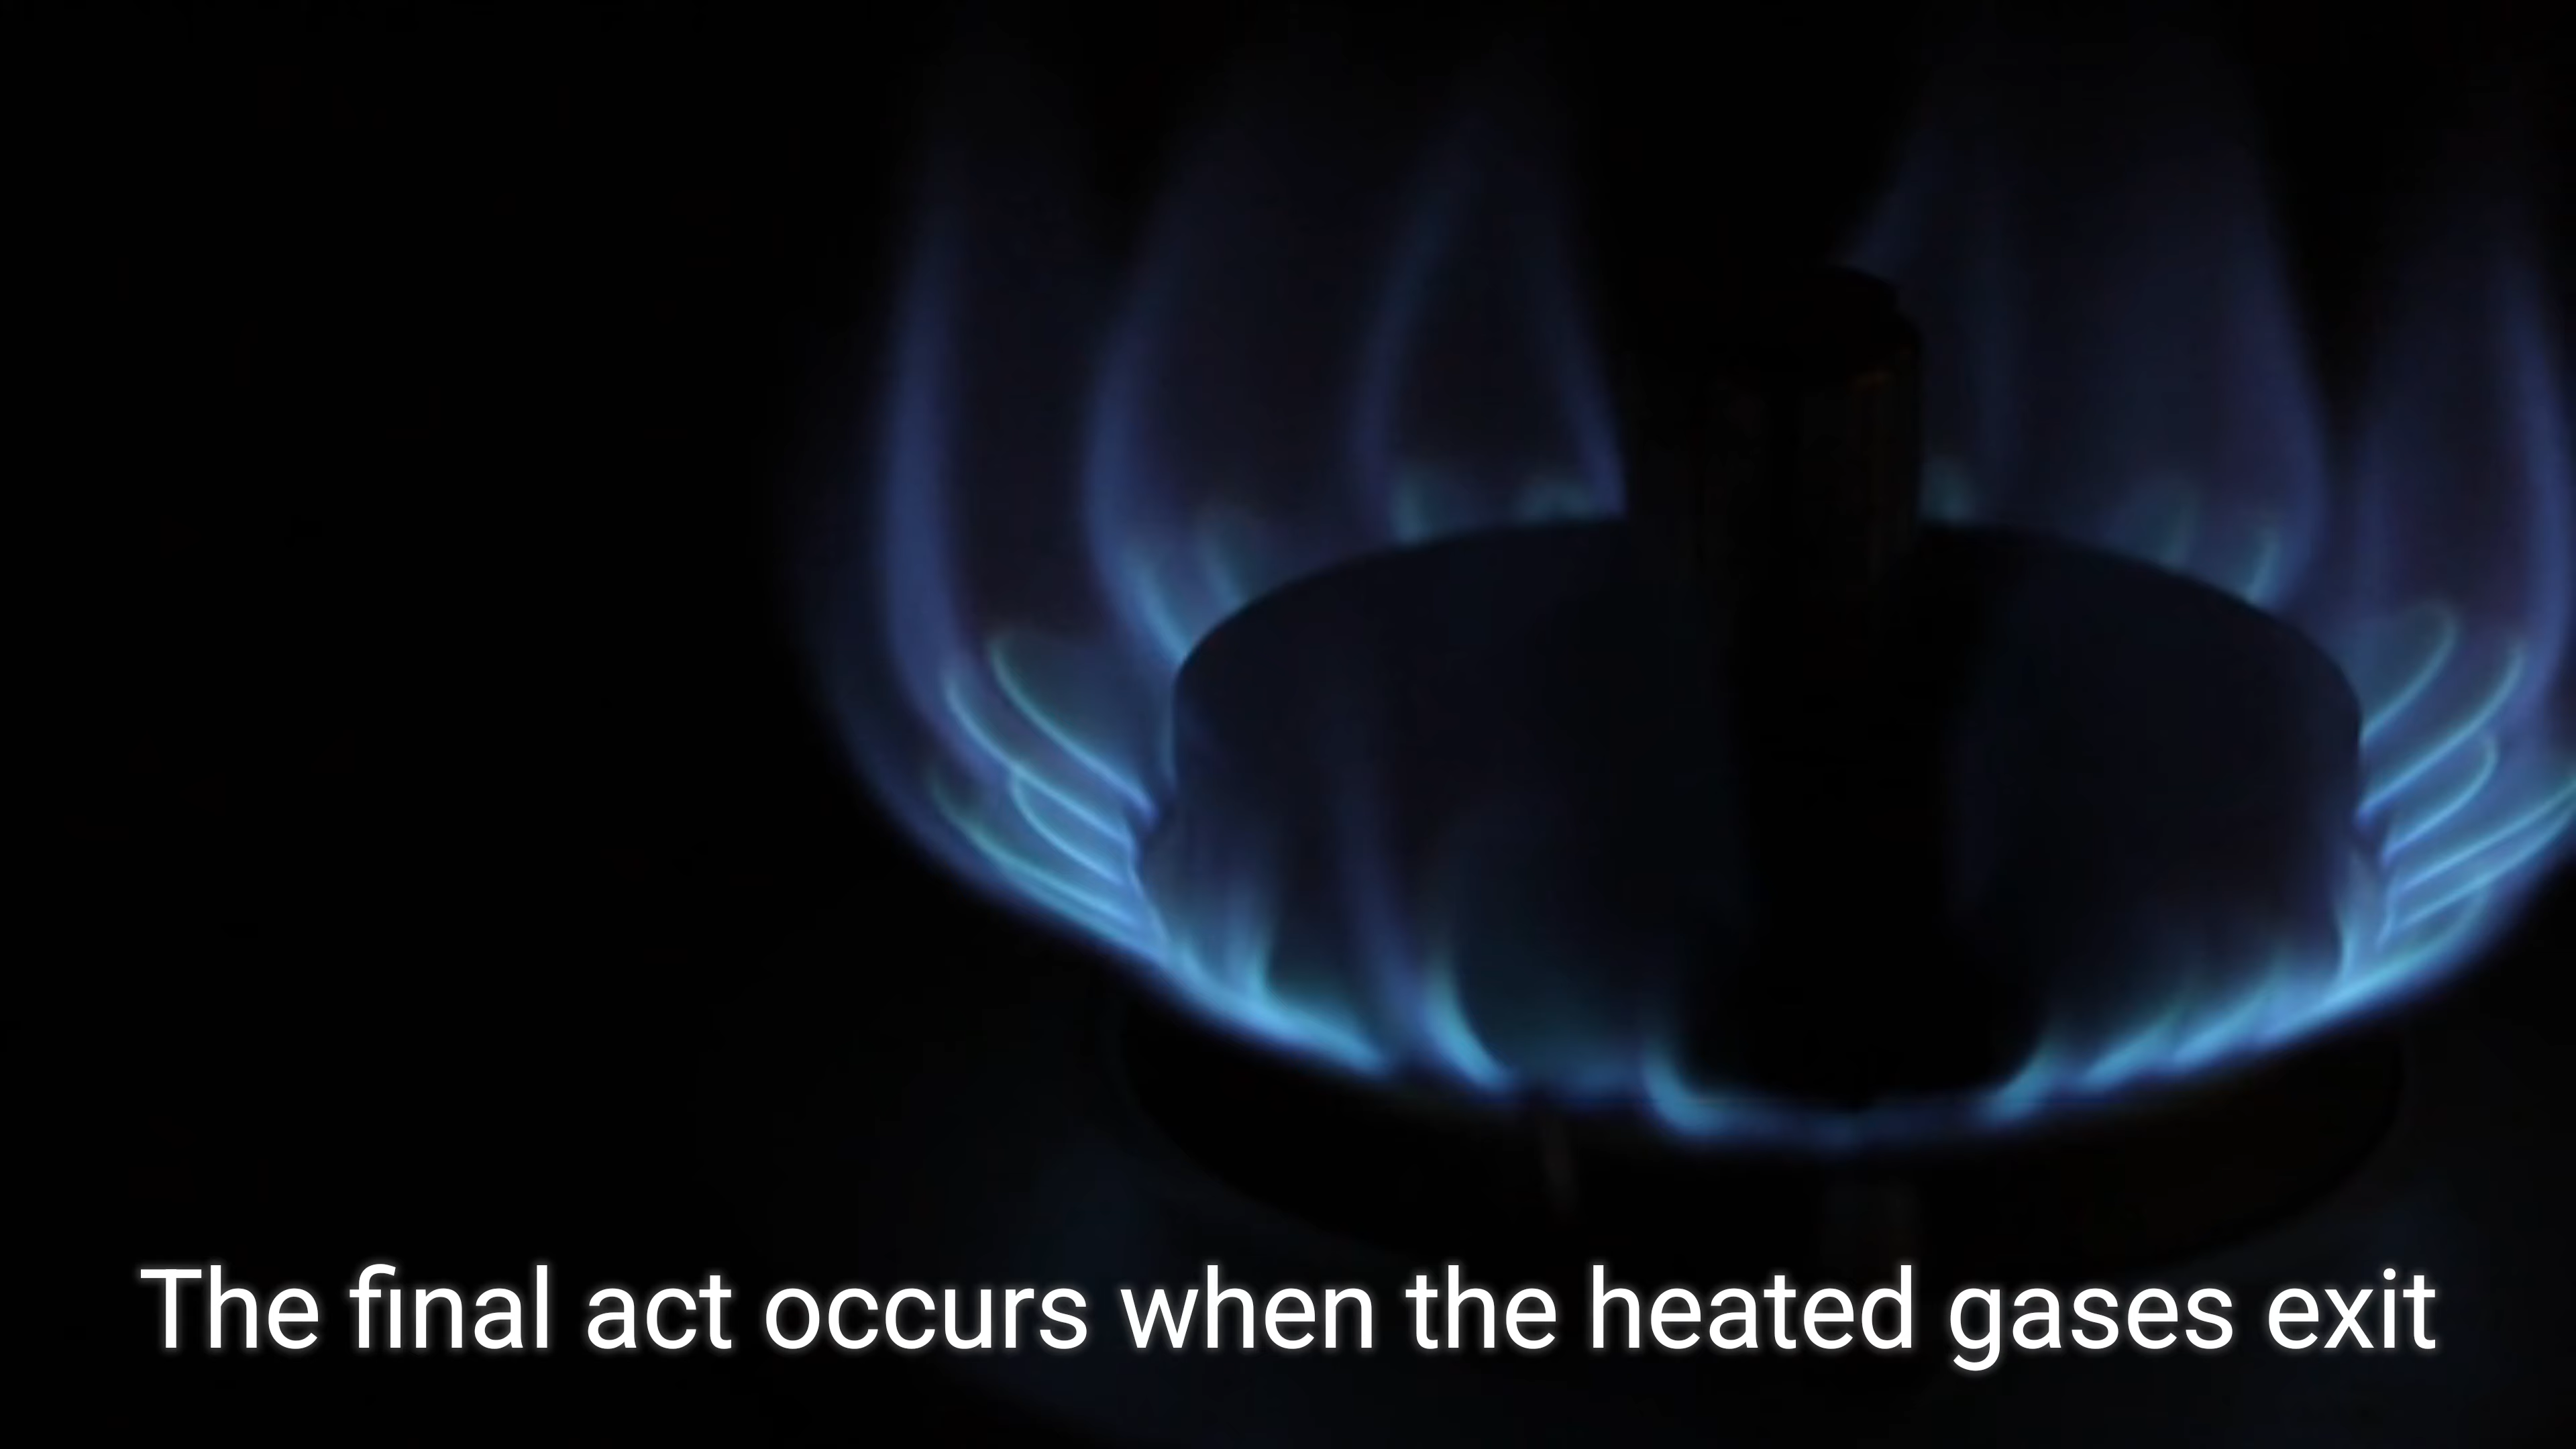 The final act occurs when the heated gases exit